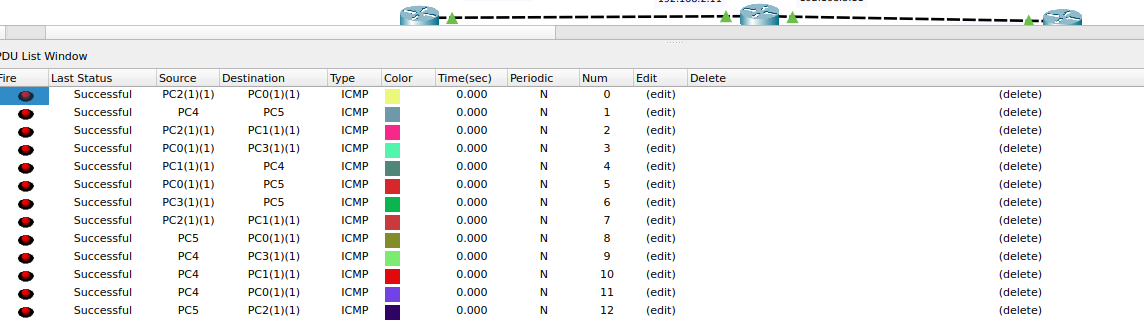 PDU List Window
Fire Last Status Source Destination Type Color Time(sec) Periodic Num Edit Delete
Successful PC2(1)(1) PC0(1)(1) ICMP 0.000 N 0 (edit) (delete)
Successful PC4 PC5 ICMP 0.000 N 1 (edit) (delete)
Successful PC2(1)(1) PC1(1)(1) ICMP 0.000 N 2 (edit) (delete)
Successful PC0(1)(1) PC3(1)(1) ICMP 0.000 N 3 (edit) (delete)
Successful PC1(1)(1) PC4 ICMP 0.000 N 4 (edit) (delete)
Successful PC0(1)(1) PC5 ICMP 0.000 N 5 (edit) (delete)
Successful PC3(1)(1) PC5 ICMP 0.000 N 6 (edit) (delete)
Successful PC2(1)(1) PC1(1)(1) ICMP 0.000 N 7 (edit) (delete)
Successful PC5 PC0(1)(1) ICMP 0.000 N 8 (edit) (delete)
Successful PC4 PC3(1)(1) ICMP 0.000 N 9 (edit) (delete)
Successful PC4 PC1(1)(1) ICMP 0.000 N 10 (edit) (delete)
Successful PC4 PC0(1)(1) ICMP 0.000 N 11 (edit) (delete)
Successful PC5 PC2(1)(1) ICMP 0.000 N 12 (edit) (delete)